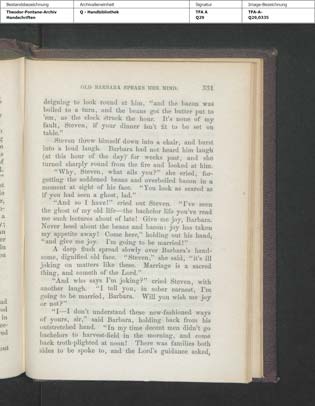 Bestandsbezeichnung
Archivalieneinheit
Signatur
Image-Bezeichnung
Theodor-Fontane-Archiv
Handschriften
Q - Handbibliothek
TFA A
Q29
TFA-A-
Q29,0335
OLD BARBARA SPEAKS HER MIND. 331
deigning to look round at him, "and the bacon was
boiled to a turn, and the beans got the butter put to
'em, as the clock struck the hour. It's none of my
fault, Steven, if your dinner isn't fit to be set on
table."
Steven threw himself down into a chair, and burst
into a loud laugh. Barbara had not heard him laugh
(at this hour of the day) for weeks past, and she
turned sharply round from the fire and looked at him.
"Why, Steven, what ails you?" she cried, for-
getting the soddened beans and overboiled bacon in a
moment at sight of his face. "You look as scared as
if you had seen a ghost, lad."
"And so I have!" cried out Steven. "I've seen
the ghost of my old life—the bachelor life you've read
me such lectures about of late! Give me joy, Barbara.
Never heed about the beans and bacon: joy has taken
my appetite away! Come here," holding out his hand,
"and give me joy. I'm going to be married!"
A deep flush spread slowly over Barbara's hand-
some, dignified old face. "Steven," she said, "it's ill
joking on matters like these. Marriage is a sacred
thing, and cometh of the Lord."
"And who says I'm joking?" cried Steven, with
another laugh. "I tell you, in sober earnest, I'm
going to be married, Barbara. Will you wish me joy
or not?"
"I—I don't understand these new-fashioned ways
of yours, sir," said Barbara, holding back from his
outstretched hand. "In my time decent men didn't go
bachelors to harvest-field in the morning, and come
back troth-plighted at noon! There was families both
sides to be spoke to, and the Lord's guidance asked,